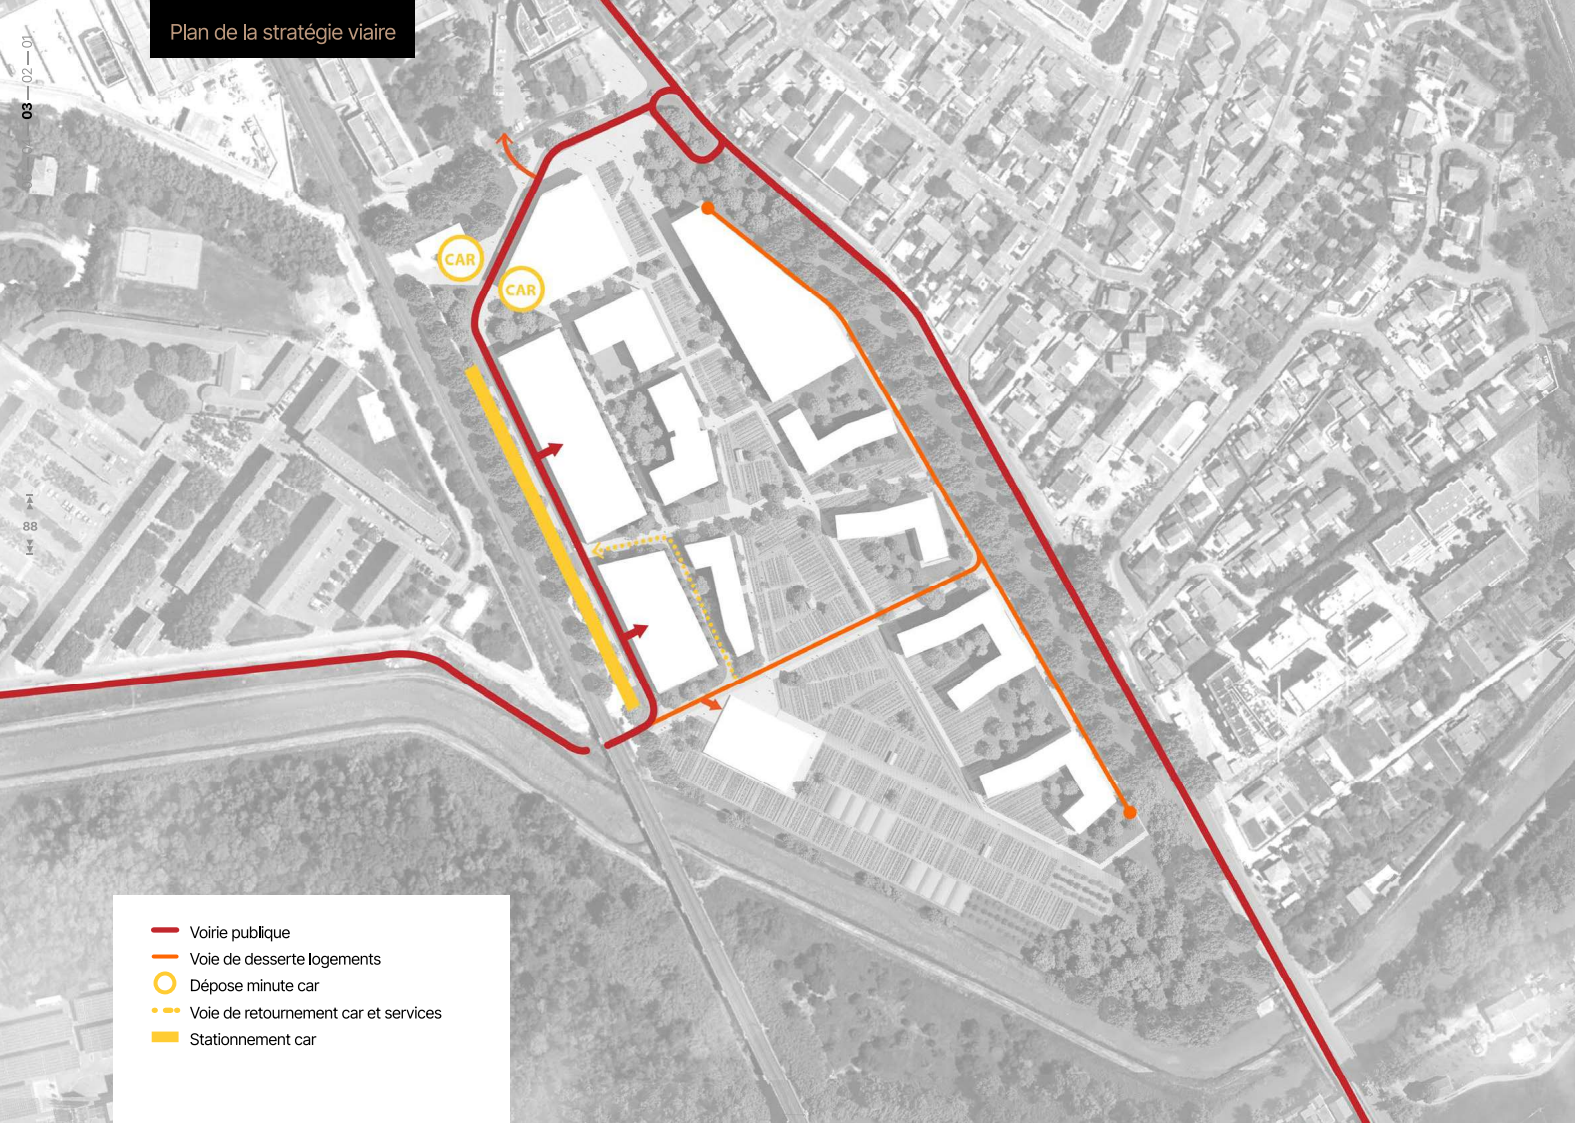 Plan de la stratégie viaire
03 — 02 — 01
88
CAR
CAR
Voirie publique
Voie de desserte logements
Dépose minute car
Voie de retournement car et services
Stationnement car